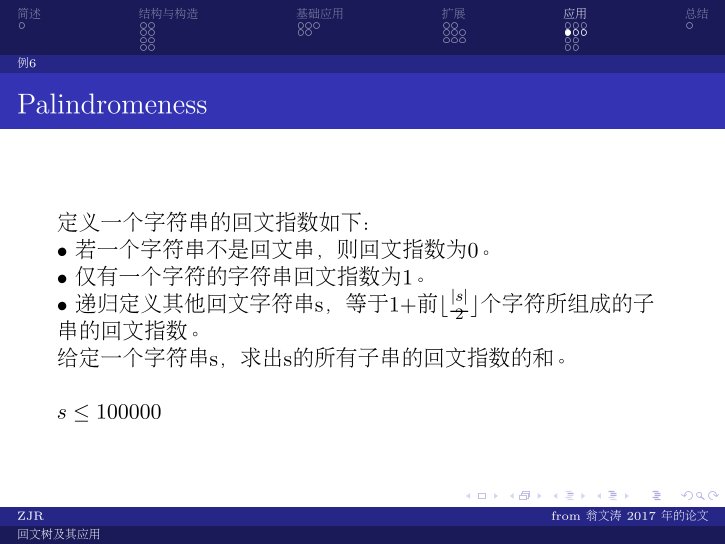 简述 结构与构造 基础应用 扩展 应用 总结
例6
Palindromeness
定义一个字符串的回文指数如下:
• 若一个字符串不是回文串，则回文指数为0。
• 仅有一个字符的字符串回文指数为1。
• 递归定义其他回文字符串s，等于1+前⌊|s|/2⌋个字符所组成的子
串的回文指数。
给定一个字符串s，求出s的所有子串的回文指数的和。
s ≤ 100000
ZJR from 翁文涛 2017 年的论文
回文树及其应用